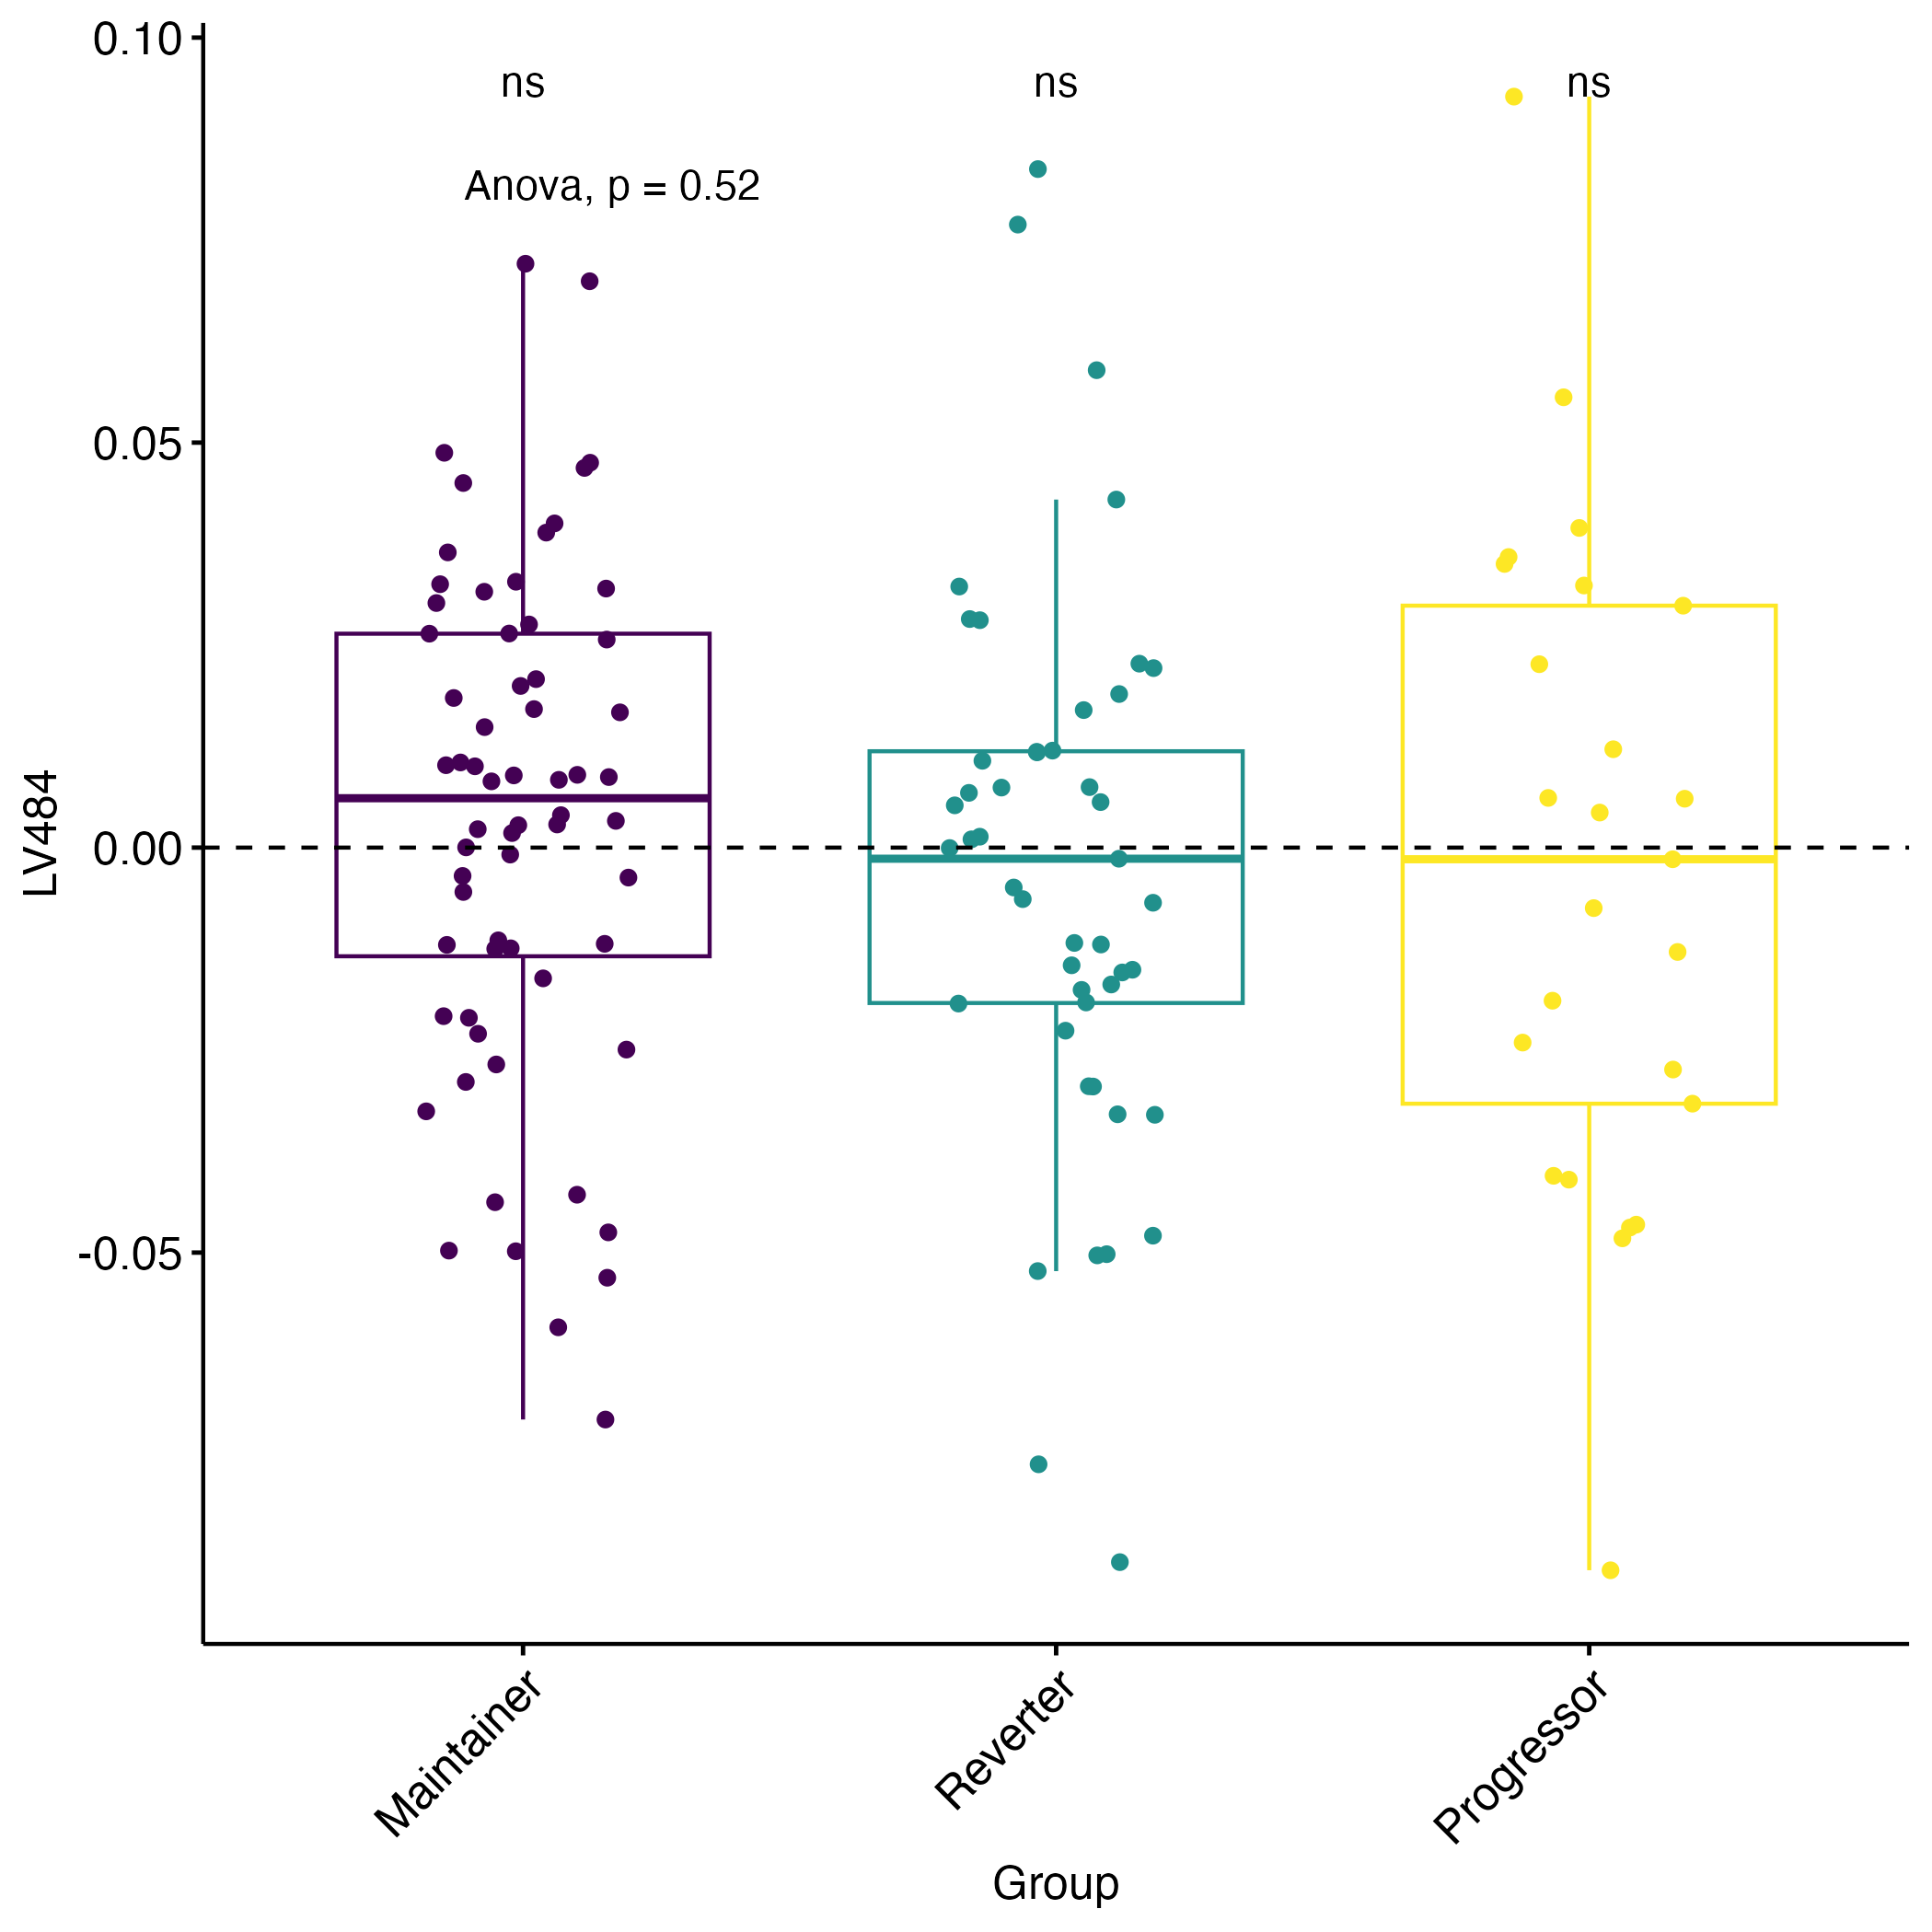 0.10
ns ns ns
Anova, p = 0.52
0.05
LV484
0.00
-0.05
Maintainer
Reverter
Progressor
Group